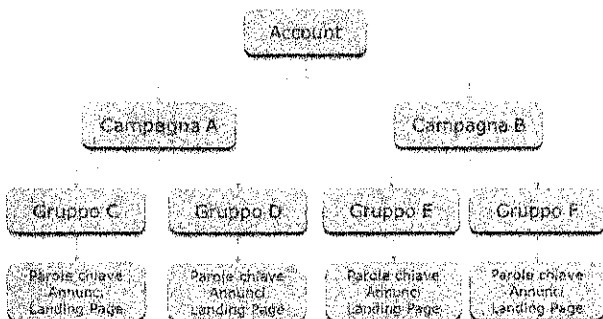 Account
Campagna A
Campagna B
Gruppo C
Gruppo D
Gruppo E
Gruppo F
Parole chiave
Annunci
Landing Page
Parole chiave
Annunci
Landing Page
Parole chiave
Annunci
Landing Page
Parole chiave
Annunci
Landing Page